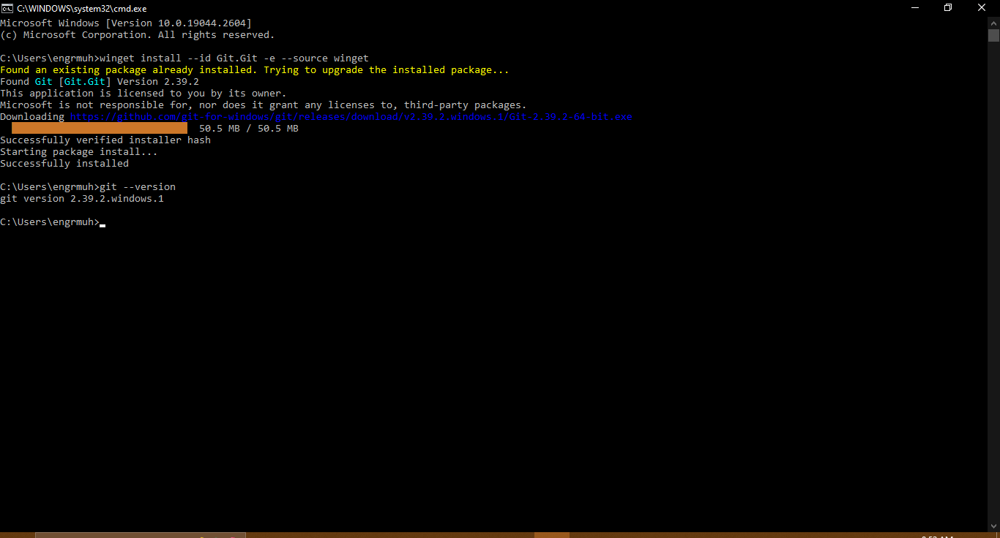 C:\WINDOWS\system32\cmd.exe
Microsoft Windows [Version 10.0.19044.2604]
(c) Microsoft Corporation. All rights reserved.
C:\Users\engrmuh>winget install --id Git.Git -e --source winget
Found an existing package already installed. Trying to upgrade the installed package...
Found Git [Git.Git] Version 2.39.2
This application is licensed to you by its owner.
Microsoft is not responsible for, nor does it grant any licenses to, third-party packages.
Downloading https://github.com/git-for-windows/git/releases/download/v2.39.2.windows.1/Git-2.39.2-64-bit.exe
50.5 MB / 50.5 MB
Successfully verified installer hash
Starting package install...
Successfully installed
C:\Users\engrmuh>git --version
git version 2.39.2.windows.1
C:\Users\engrmuh>